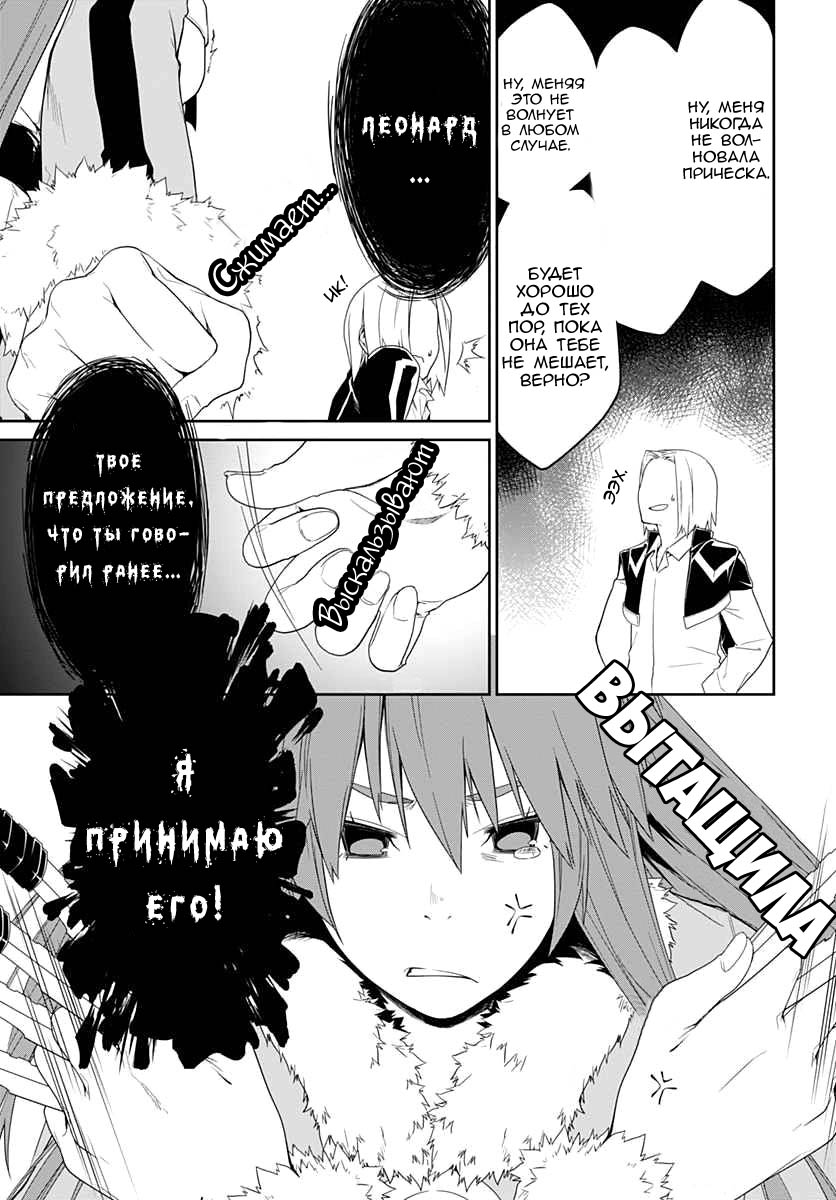 НУ, МЕНЯ
НИКОГДА
НЕ ВОЛ-
НОВАЛА
ПРИЧЕСКА.
НУ, МЕНЯЯ
ЭТО НЕ
ВОЛНУЕТ
В ЛЮБОМ
СЛУЧАЕ.
БУДЕТ
ХОРОШО
ДО ТЕХ
ПОР, ПОКА
ОНА ТЕБЕ
НЕ МЕШАЕТ,
ВЕРНО?
ЭЭХ.
ЛЕОНАРД
...
Сжимает...
ИК!
ТВОЕ
ПРЕДЛОЖЕНИЕ,
ЧТО ТЫ ГОВО-
РИЛ РАНЕЕ...
Выскальзывают
Я
ПРИНИМАЮ
ЕГО!
ВЫТАЩИЛА